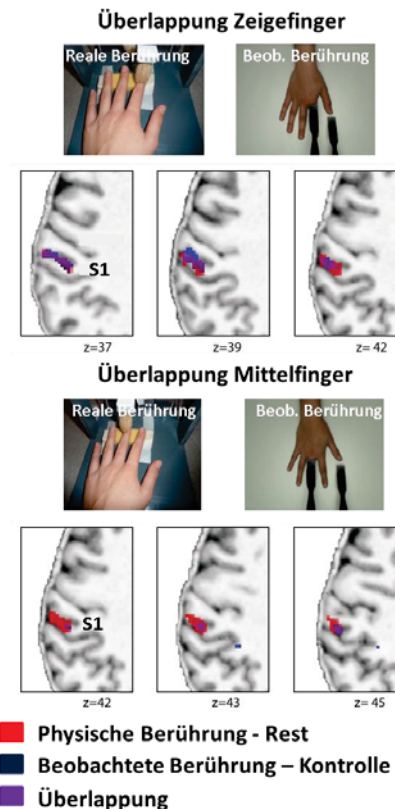 Überlappung Zeigefinger
Reale Berührung
Beob. Berührung
S1
z=37
z=39
z=42
Überlappung Mittelfinger
Reale Berührung
Beob. Berührung
S1
z=42
z=43
z=45
Physische Berührung - Rest
Beobachtete Berührung – Kontrolle
Überlappung